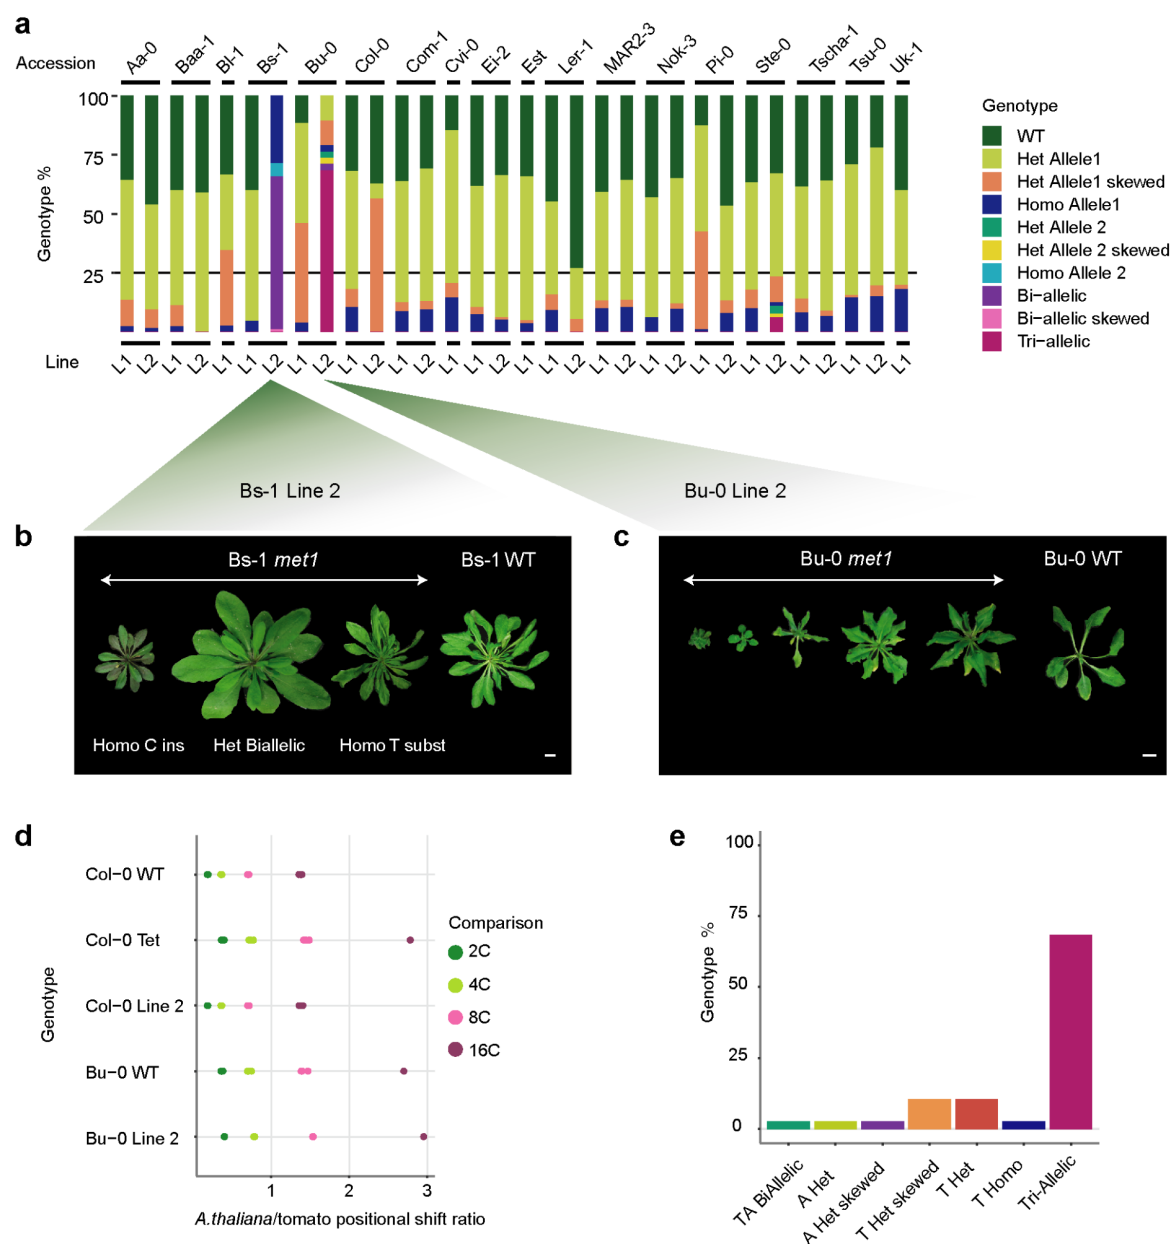 a
Accession
Aa-0
Baa-1
Bl-1
Bs-1
Bu-0
Col-0
Com-1
Cvi-0
Ei-2
Est
Ler-1
MAR2-3
Nok-3
Pi-0
Ste-0
Tscha-1
Tsu-0
Uk-1
Genotype %
100
75
50
25
Line
L1 L2 L1 L2 L1 L1 L2 L1 L2 L1 L2 L1 L2 L1 L1 L2 L1 L1 L2 L1 L2 L1 L2 L1 L2 L1 L2 L1 L2 L1 L2 L1
Genotype
WT
Het Allele1
Het Allele1 skewed
Homo Allele1
Het Allele 2
Het Allele 2 skewed
Homo Allele 2
Bi-allelic
Bi-allelic skewed
Tri-allelic
Bs-1 Line 2
Bu-0 Line 2
b
Bs-1 met1
Bs-1 WT
Homo C ins
Het Biallelic
Homo T subst
c
Bu-0 met1
Bu-0 WT
d
Genotype
Col-0 WT
Col-0 Tet
Col-0 Line 2
Bu-0 WT
Bu-0 Line 2
1
2
3
A.thaliana/tomato positional shift ratio
Comparison
2C
4C
8C
16C
e
Genotype %
100
75
50
25
0
TA BiAllelic
A Het
A Het skewed
T Het skewed
T Het
T Homo
Tri-Allelic